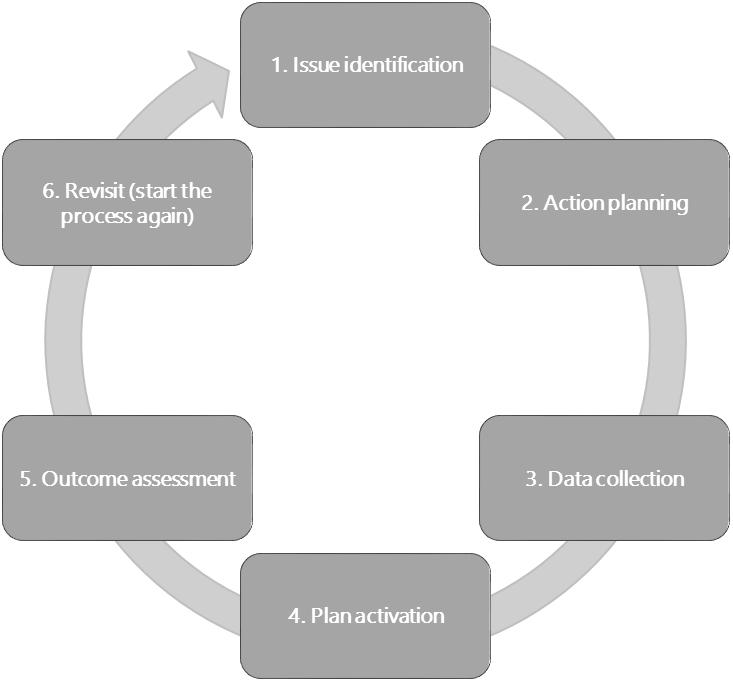 1. Issue identification
2. Action planning
3. Data collection
4. Plan activation
5. Outcome assessment
6. Revisit (start the
process again)